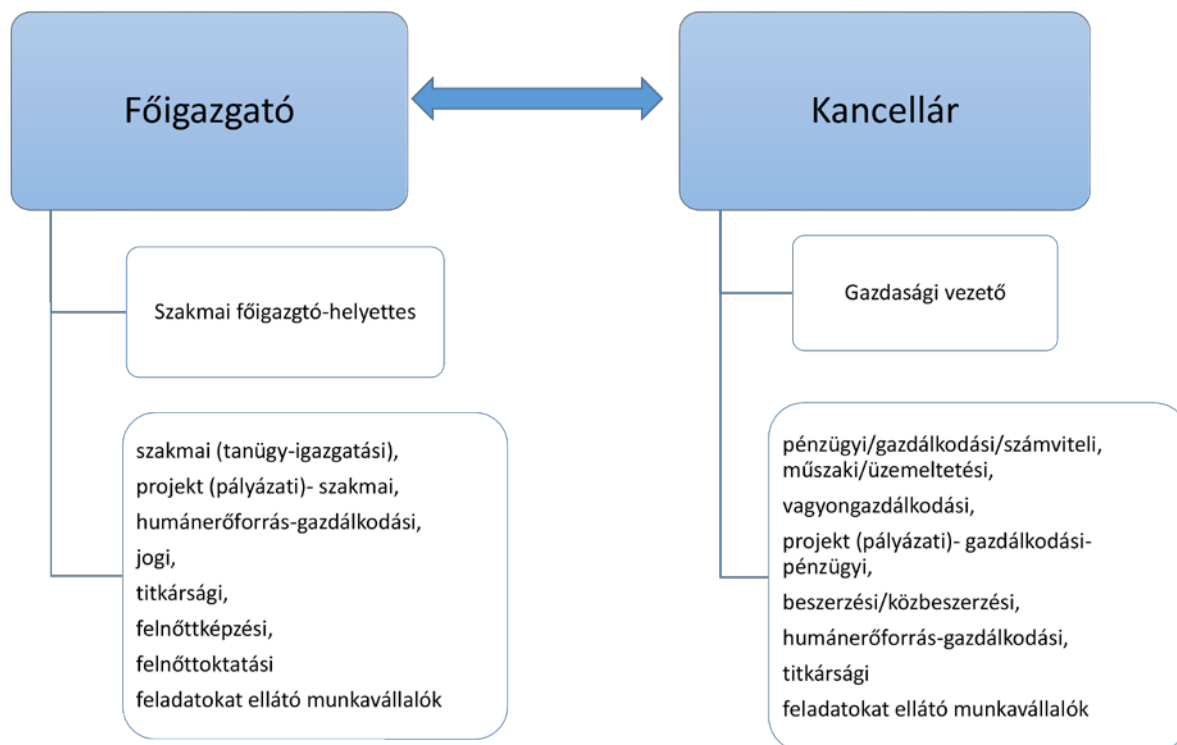 Főigazgató
Szakmai főigazgtó-helyettes
szakmai (tanügy-igazgatási),
projekt (pályázati)- szakmai,
humánerőforrás-gazdálkodási,
jogi,
titkársági,
felnőttképzési,
felnőttoktatási
feladatokat ellátó munkavállalók
Kancellár
Gazdasági vezető
pénzügyi/gazdálkodási/számviteli,
műszaki/üzemeltetési,
vagyongazdálkodási,
projekt (pályázati)- gazdálkodási-
pénzügyi,
beszerzési/közbeszerzési,
humánerőforrás-gazdálkodási,
titkársági
feladatokat ellátó munkavállalók